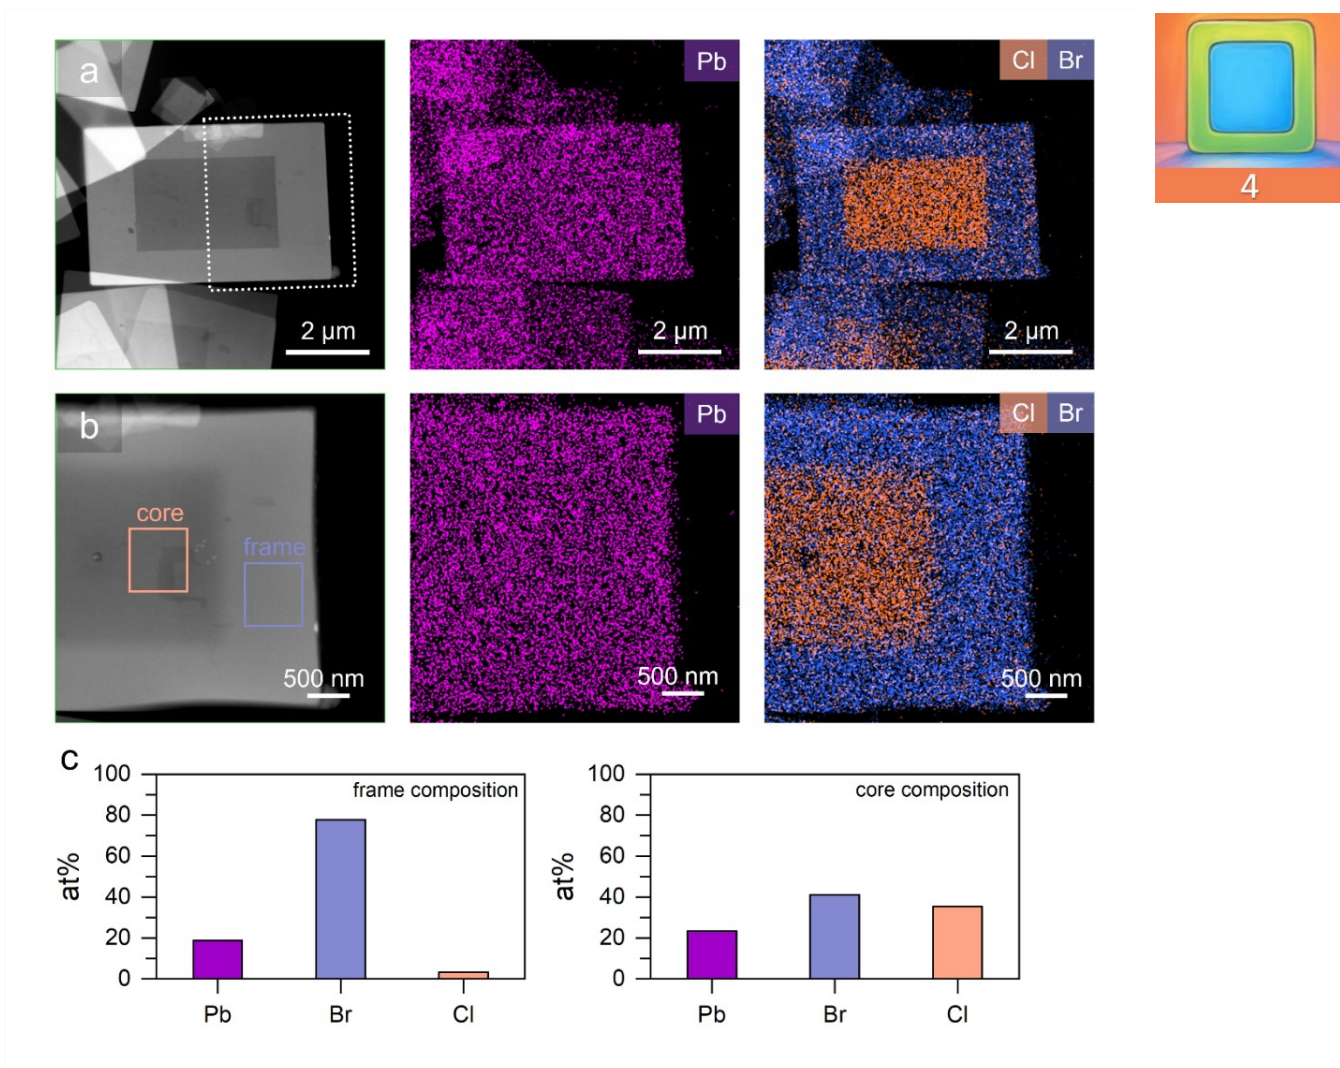 a
Pb
Cl Br
4
2 µm
2 µm
2 µm
b
Pb
Cl Br
core
frame
500 nm
500 nm
500 nm
c
100
80
60
40
20
0
at%
frame composition
Pb Br Cl
100
80
60
40
20
0
at%
core composition
Pb Br Cl